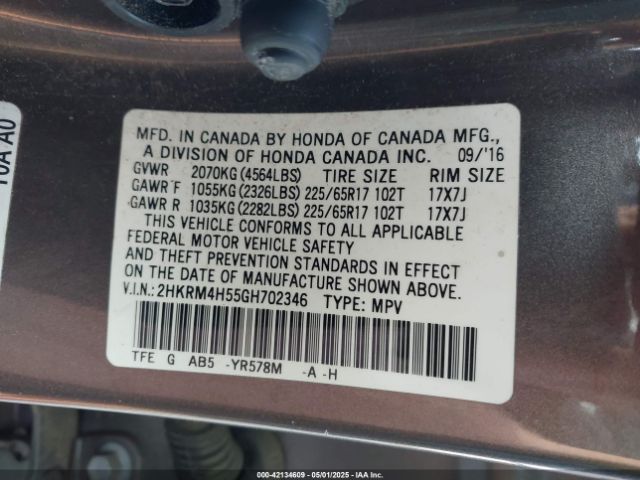 MFD. IN CANADA BY HONDA OF CANADA MFG.,
A DIVISION OF HONDA CANADA INC. 09/'16
GVWR 2070KG(4564LBS) TIRE SIZE RIM SIZE
GAWR F 1055KG(2326LBS) 225/65R17 102T 17X7J
GAWR R 1035KG(2282LBS) 225/65R17 102T 17X7J
THIS VEHICLE CONFORMS TO ALL APPLICABLE
FEDERAL MOTOR VEHICLE SAFETY
AND THEFT PREVENTION STANDARDS IN EFFECT
ON THE DATE OF MANUFACTURE SHOWN ABOVE.
V.I.N.: 2HKRM4H55GH702346 TYPE: MPV
TFE G AB5 -YR578M -A -H
000-42134609 - 05/01/2025 - IAAI.com